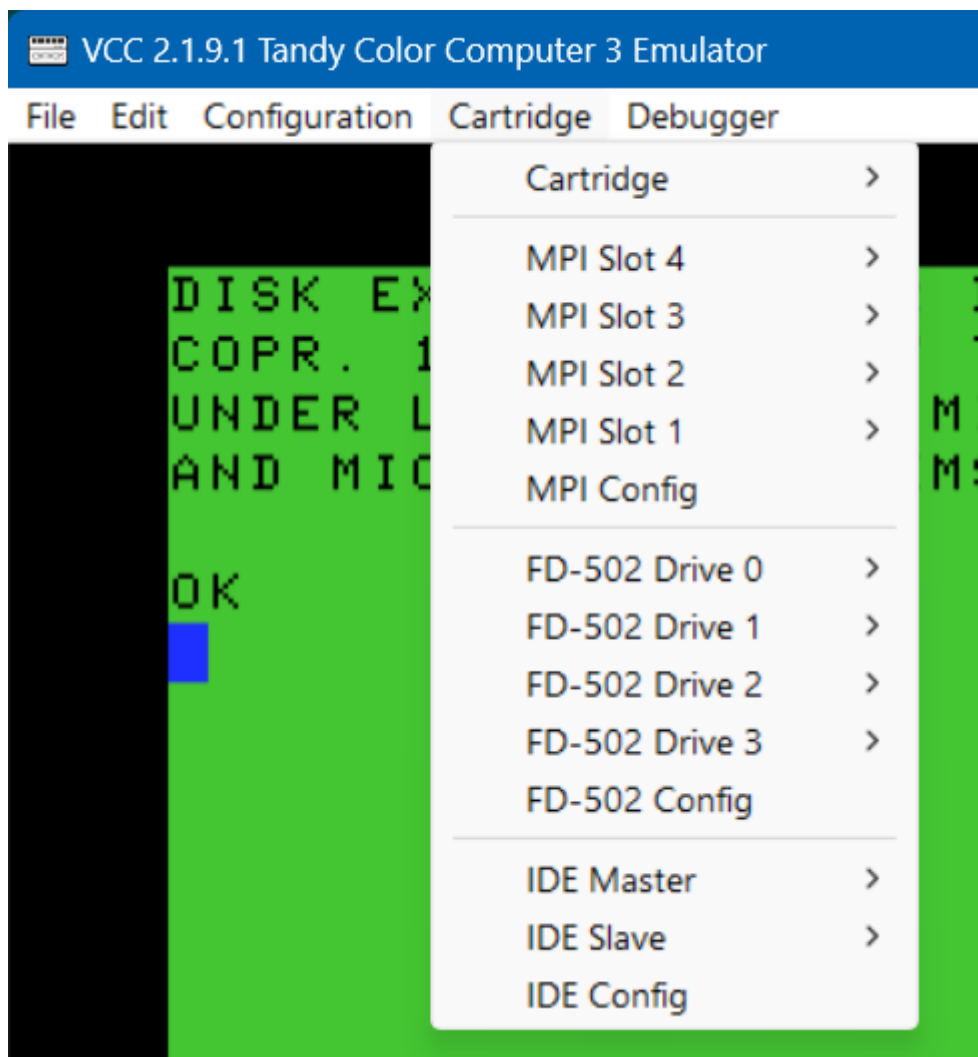 VCC 2.1.9.1 Tandy Color Computer 3 Emulator
File Edit Configuration Cartridge Debugger
Cartridge
MPI Slot 4
MPI Slot 3
MPI Slot 2
MPI Slot 1
MPI Config
FD-502 Drive 0
FD-502 Drive 1
FD-502 Drive 2
FD-502 Drive 3
FD-502 Config
IDE Master
IDE Slave
IDE Config
DISK EX
COPR. 1
UNDER L M
AND MIC M
OK